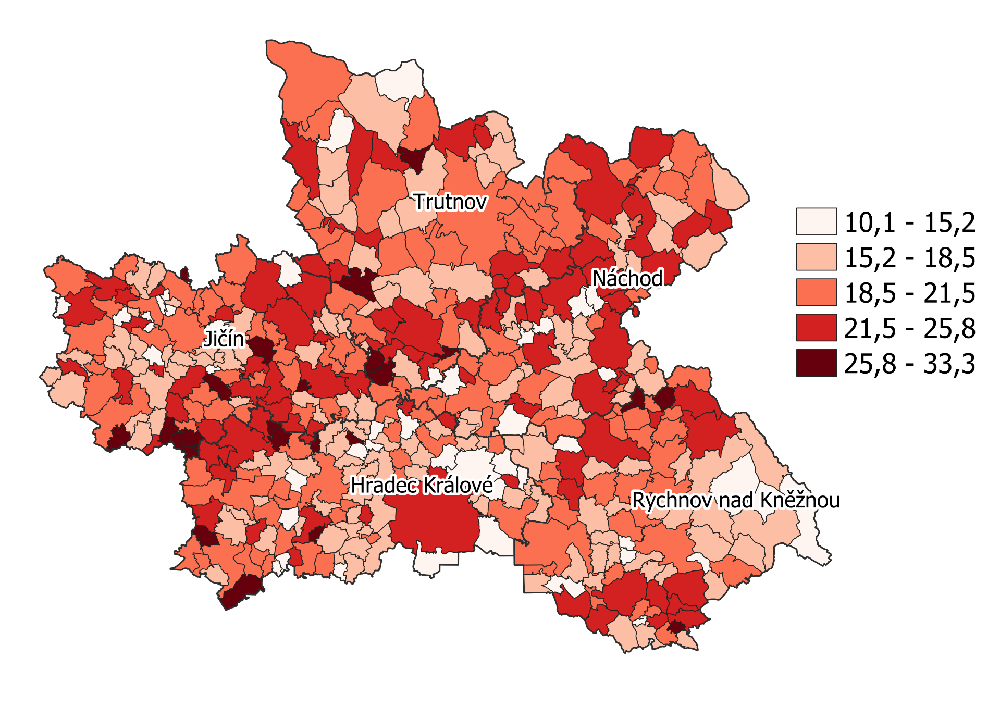 Trutnov
10,1 - 15,2
15,2 - 18,5
18,5 - 21,5
21,5 - 25,8
25,8 - 33,3
Náchod
Jičín
Hradec Králové
Rychnov nad Kněžnou